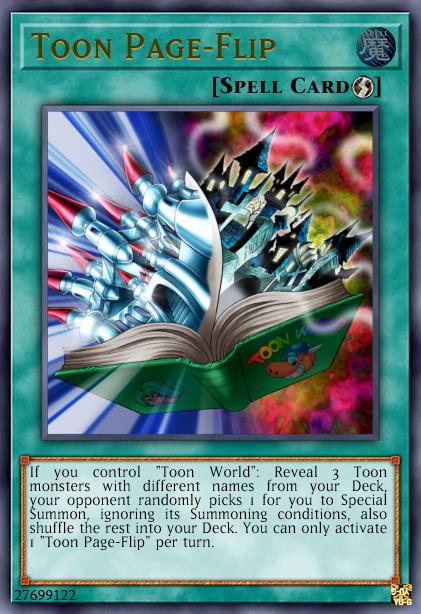 Toon Page-Flip
[Spell Card]
TOON W
If you control "Toon World": Reveal 3 Toon
monsters with different names from your Deck,
your opponent randomly picks 1 for you to Special
Summon, ignoring its Summoning conditions, also
shuffle the rest into your Deck. You can only activate
1 "Toon Page-Flip" per turn.
27699122